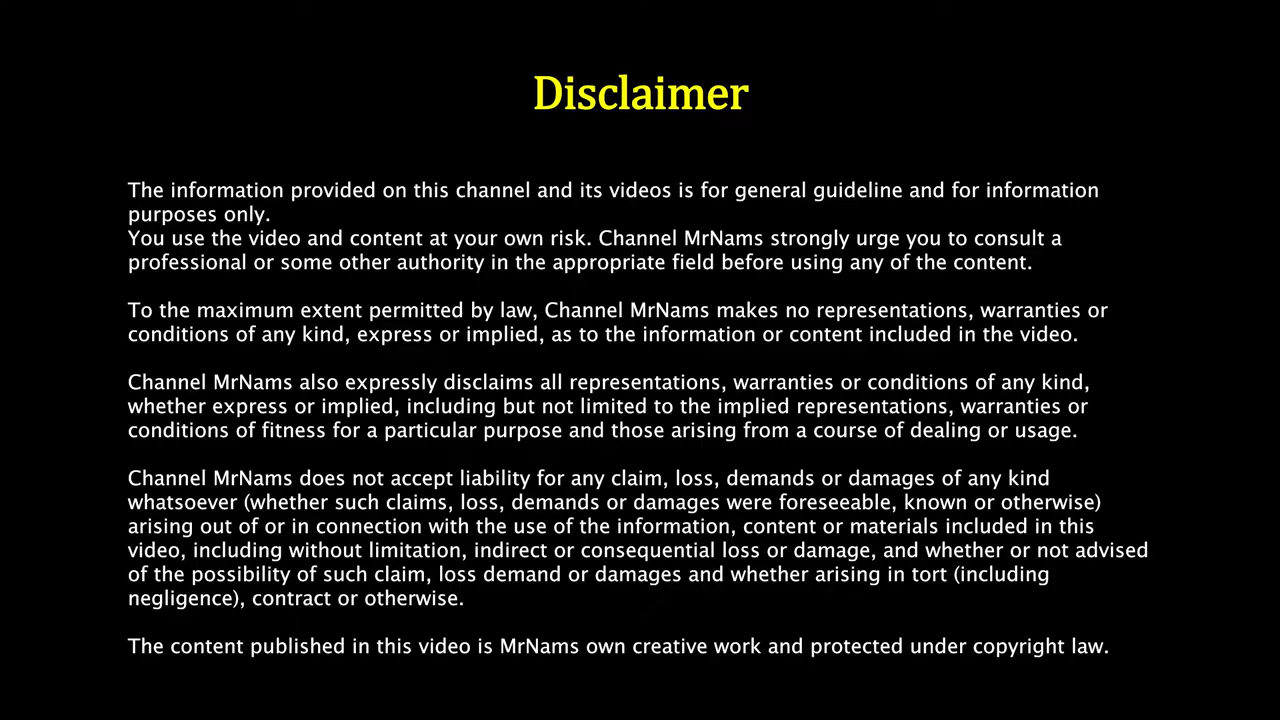 Disclaimer
The information provided on this channel and its videos is for general guideline and for information
purposes only.
You use the video and content at your own risk. Channel MrNams strongly urge you to consult a
professional or some other authority in the appropriate field before using any of the content.
To the maximum extent permitted by law, Channel MrNams makes no representations, warranties or
conditions of any kind, express or implied, as to the information or content included in the video.
Channel MrNams also expressly disclaims all representations, warranties or conditions of any kind,
whether express or implied, including but not limited to the implied representations, warranties or
conditions of fitness for a particular purpose and those arising from a course of dealing or usage.
Channel MrNams does not accept liability for any claim, loss, demands or damages of any kind
whatsoever (whether such claims, loss, demands or damages were foreseeable, known or otherwise)
arising out of or in connection with the use of the information, content or materials included in this
video, including without limitation, indirect or consequential loss or damage, and whether or not advised
of the possibility of such claim, loss demand or damages and whether arising in tort (including
negligence), contract or otherwise.
The content published in this video is MrNams own creative work and protected under copyright law.